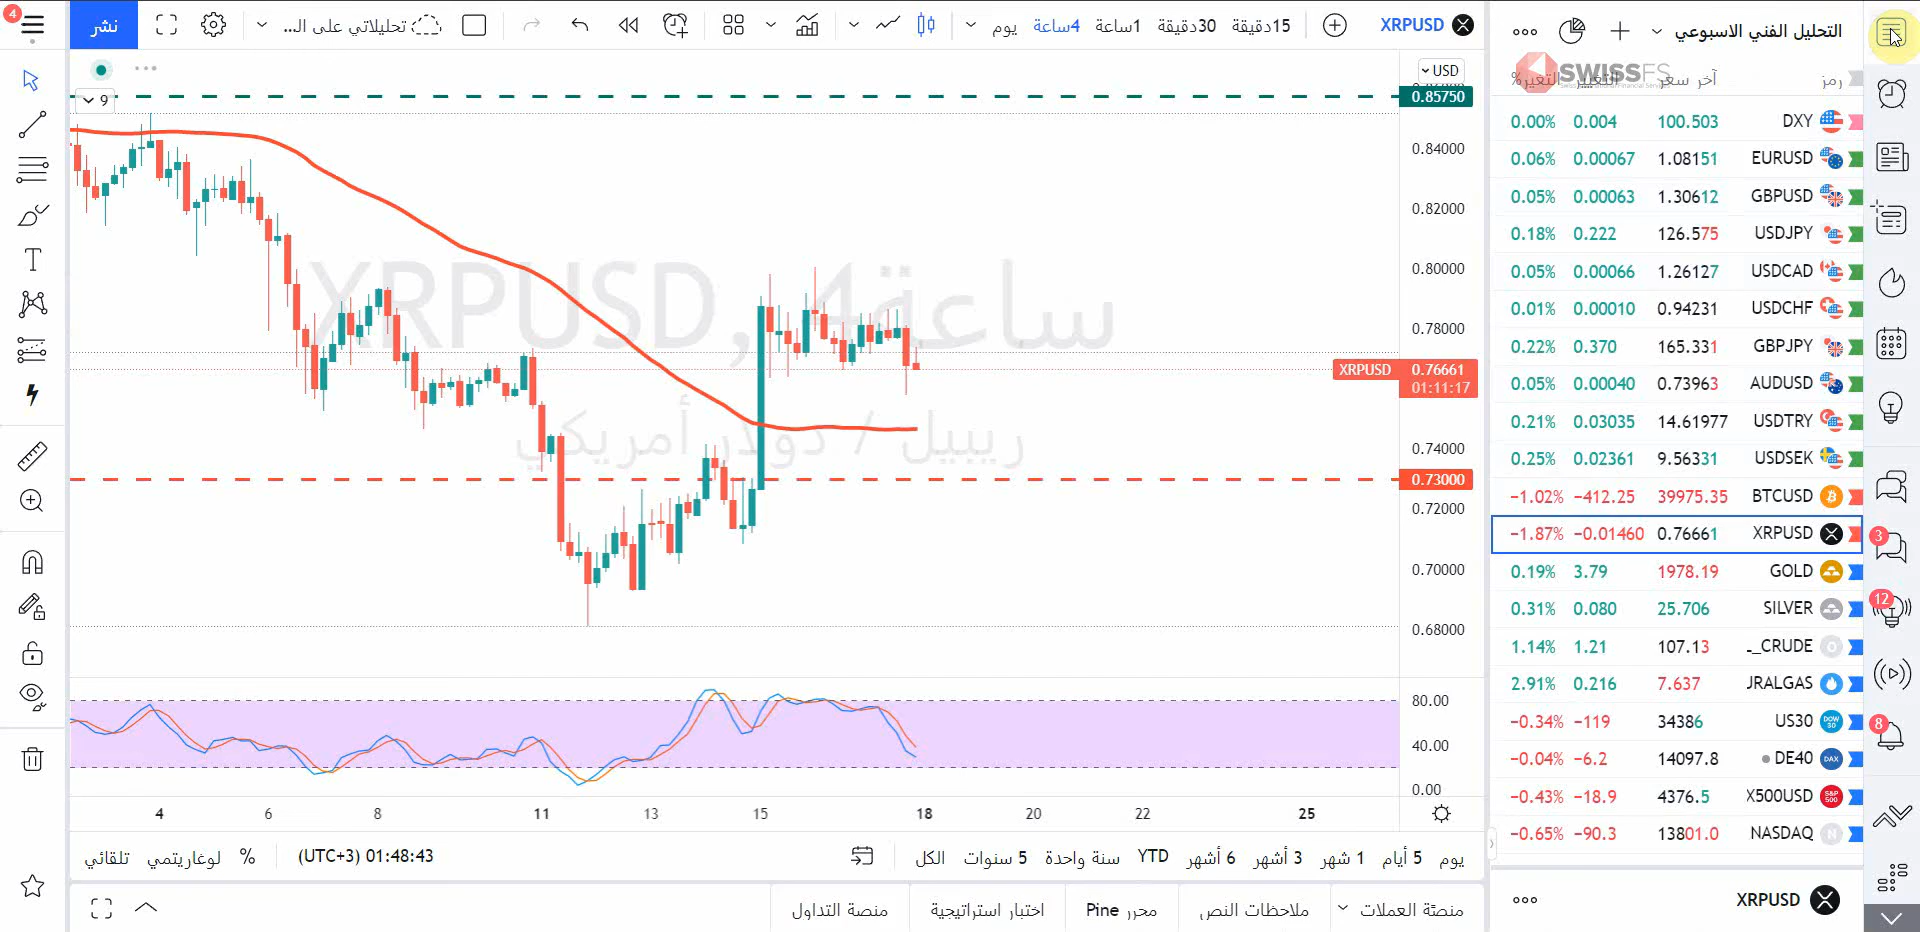 4
نشر
تحليلاتي على الـ...
يوم
4ساعة
1ساعة
30دقيقة
15دقيقة
XRPUSD
التحليل الفني الاسبوعي
SWISSFS
رمز
آخر سعر
التغيير
التغير%
USD
9
XRPUSD, 4ساعة
ريبيل / دولار أمريكي
0.85750
0.84000
0.82000
0.80000
0.78000
XRPUSD 0.76661
01:11:17
0.74000
0.73000
0.72000
0.70000
0.68000
80.00
40.00
0.00
4 6 8 11 13 15 18 20 22 25
DXY 100.503 0.004 0.00%
EURUSD 1.08151 0.00067 0.06%
GBPUSD 1.30612 0.00063 0.05%
USDJPY 126.575 0.222 0.18%
USDCAD 1.26127 0.00066 0.05%
USDCHF 0.94231 0.00010 0.01%
GBPJPY 165.331 0.370 0.22%
AUDUSD 0.73963 0.00040 0.05%
USDTRY 14.61977 0.03035 0.21%
USDSEK 9.56331 0.02361 0.25%
BTCUSD 39975.35 −412.25 −1.02%
XRPUSD 0.76661 −0.01460 −1.87%
GOLD 1978.19 3.79 0.19%
SILVER 25.706 0.080 0.31%
_CRUDE 107.13 1.21 1.14%
URALGAS 7.637 0.216 2.91%
US30 34386 −119 −0.34%
DE40 14097.8 −6.2 −0.04%
X500USD 4376.5 −18.9 −0.43%
NASDAQ 13801.0 −90.3 −0.65%
3
12
8
يوم 5 أيام 1 شهر 3 أشهر 6 أشهر YTD سنة واحدة 5 سنوات الكل
01:48:43 (UTC+3)
% لوغاريتمي تلقائي
منصئة العملات
ملاحظات النص
محرر Pine
اختبار استراتيجية
منصة التداول
XRPUSD